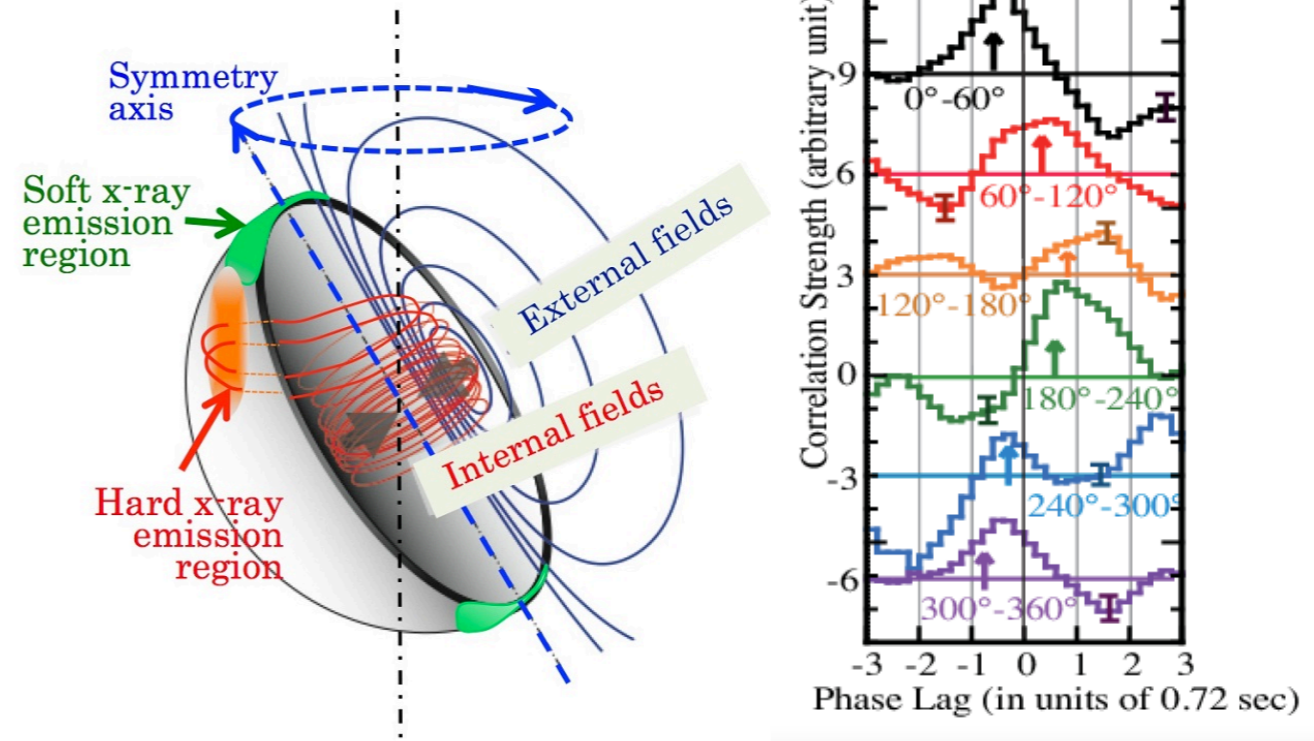 Symmetry
axis
Soft x-ray
emission
region
External fields
Internal fields
Hard x-ray
emission
region
Correlation Strength (arbitrary unit)
9
6
3
0
-3
-6
0°-60°
60°-120°
120°-180°
180°-240°
240°-300°
300°-360°
-3 -2 -1 0 1 2 3
Phase Lag (in units of 0.72 sec)